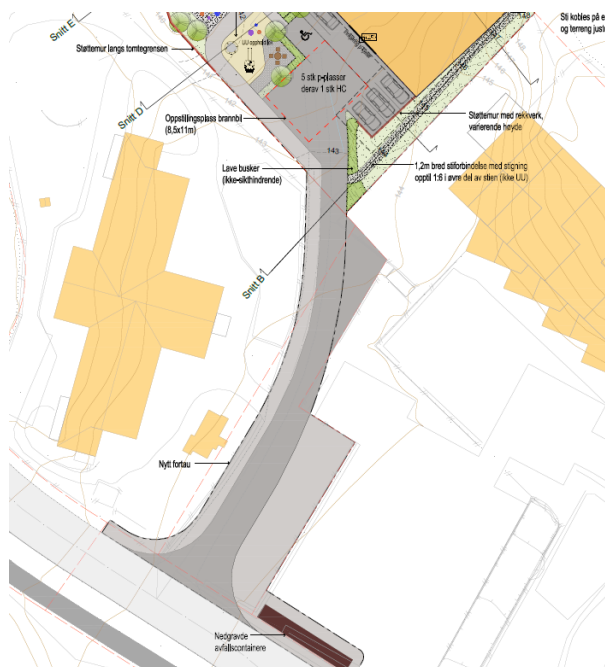 Snitt E
Støttemur langs tomtegrensen
Sti kobles på e
og terreng juste
5 stk p-plasser
derav 1 stk HC
Snitt D
Oppstillingsplass brannbil
(8,5x11m)
Støttemur med rekkverk,
varierende høyde
143
Lave busker
(ikke-sikthindrende)
1,2m bred stiforbindelse med stigning
opptil 1:6 i øvre del av stien (ikke UU)
Snitt B
Nytt fortau
Nedgravde
avfallscontainere